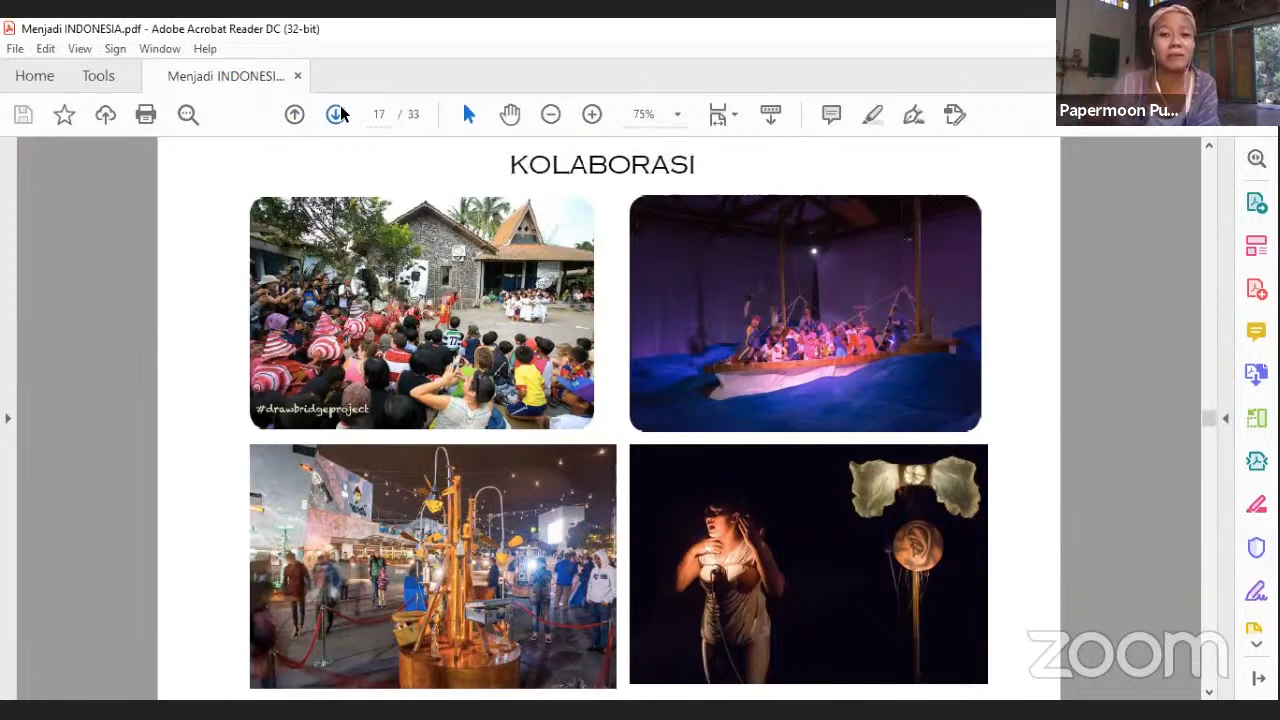 Menjadi INDONESIA.pdf - Adobe Acrobat Reader DC (32-bit)
File Edit View Sign Window Help
Home Tools Menjadi INDONESI... ×
17 / 33 75%
Papermoon Pu...
KOLABORASI
#drawbridgeproject
zoom